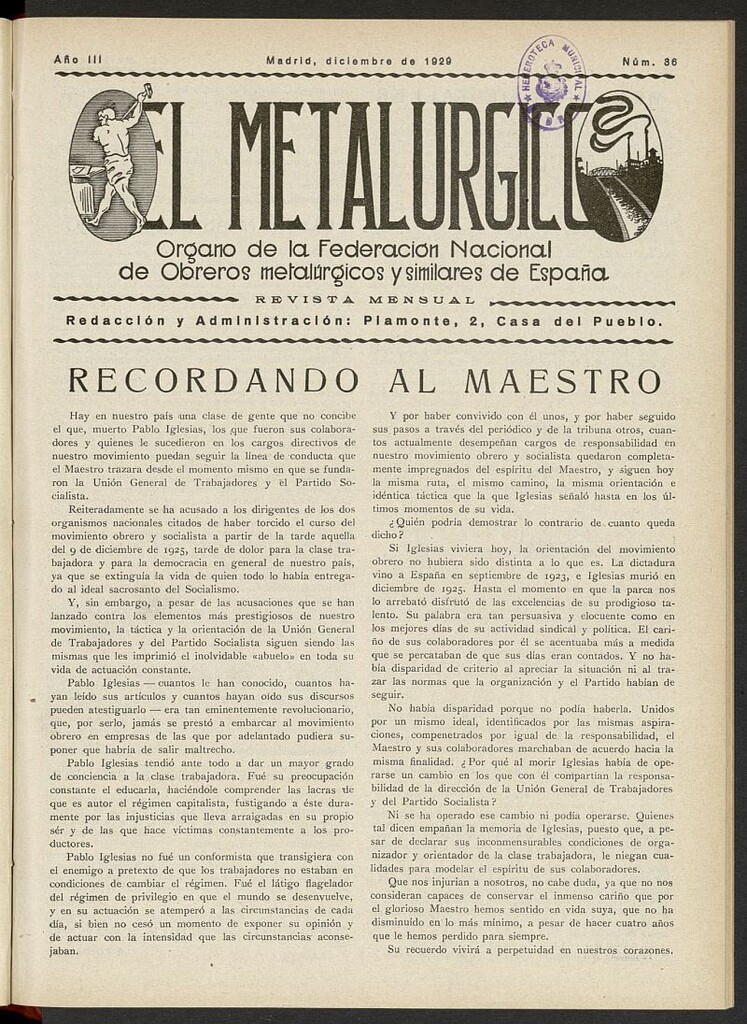 Año III
Madrid, diciembre de 1929
Núm. 36
HEMEROTECA MUNICIPAL
EL METALURGICO
Organo de la Federación Nacional
de Obreros metalúrgicos y similares de España
REVISTA MENSUAL
Redacción y Administración: Piamonte, 2, Casa del Pueblo.
RECORDANDO AL MAESTRO
Hay en nuestro país una clase de gente que no concibe
el que, muerto Pablo Iglesias, los que fueron sus colabora-
dores y quienes le sucedieron en los cargos directivos de
nuestro movimiento puedan seguir la línea de conducta que
el Maestro trazara desde el momento mismo en que se funda-
ron la Unión General de Trabajadores y el Partido So-
cialista.
Reiteradamente se ha acusado a los dirigentes de los dos
organismos nacionales citados de haber torcido el curso del
movimiento obrero y socialista a partir de la tarde aquella
del 9 de diciembre de 1925, tarde de dolor para la clase tra-
bajadora y para la democracia en general de nuestro país,
ya que se extinguía la vida de quien todo lo había entrega-
do al ideal sacrosanto del Socialismo.
Y, sin embargo, a pesar de las acusaciones que se han
lanzado contra los elementos más prestigiosos de nuestro
movimiento, la táctica y la orientación de la Unión General
de Trabajadores y del Partido Socialista siguen siendo las
mismas que les imprimió el inolvidable «abuelo» en toda su
vida de actuación constante.
Pablo Iglesias — cuantos le han conocido, cuantos ha-
yan leído sus artículos y cuantos hayan oído sus discursos
pueden atestiguarlo — era tan eminentemente revolucionario,
que, por serlo, jamás se prestó a embarcar al movimiento
obrero en empresas de las que por adelantado pudiera su-
poner que habría de salir maltrecho.
Pablo Iglesias tendió ante todo a dar un mayor grado
de conciencia a la clase trabajadora. Fué su preocupación
constante el educarla, haciéndole comprender las lacras de
que es autor el régimen capitalista, fustigando a éste dura-
mente por las injusticias que lleva arraigadas en su propio
sér y de las que hace víctimas constantemente a los pro-
ductores.
Pablo Iglesias no fué un conformista que transigiera con
el enemigo a pretexto de que los trabajadores no estaban en
condiciones de cambiar el régimen. Fué el látigo flagelador
del régimen de privilegio en que el mundo se desenvuelve,
y en su actuación se atemperó a las circunstancias de cada
día, si bien no cesó un momento de exponer su opinión y
de actuar con la intensidad que las circunstancias aconse-
jaban.
Y por haber convivido con él unos, y por haber seguido
sus pasos a través del periódico y de la tribuna otros, cuan-
tos actualmente desempeñan cargos de responsabilidad en
nuestro movimiento obrero y socialista quedaron completa-
mente impregnados del espíritu del Maestro, y siguen hoy
la misma ruta, el mismo camino, la misma orientación e
idéntica táctica que la que Iglesias señaló hasta en los úl-
timos momentos de su vida.
¿Quién podría demostrar lo contrario de cuanto queda
dicho?
Si Iglesias viviera hoy, la orientación del movimiento
obrero no hubiera sido distinta a lo que es. La dictadura
vino a España en septiembre de 1923, e Iglesias murió en
diciembre de 1925. Hasta el momento en que la parca nos
lo arrebató disfrutó de las excelencias de su prodigioso ta-
lento. Su palabra era tan persuasiva y elocuente como en
los mejores días de su actividad sindical y política. El cari-
ño de sus colaboradores por él se acentuaba más a medida
que se percataban de que sus días eran contados. Y no ha-
bía disparidad de criterio al apreciar la situación ni al tra-
zar las normas que la organización y el Partido habían de
seguir.
No había disparidad porque no podía haberla. Unidos
por un mismo ideal, identificados por las mismas aspira-
ciones, compenetrados por igual de la responsabilidad, el
Maestro y sus colaboradores marchaban de acuerdo hacia la
misma finalidad. ¿Por qué al morir Iglesias había de ope-
rarse un cambio en los que con él compartían la responsa-
bilidad de la dirección de la Unión General de Trabajadores
y del Partido Socialista?
Ni se ha operado ese cambio ni podía operarse. Quienes
tal dicen empañan la memoria de Iglesias, puesto que, a pe-
sar de declarar sus inconmensurables condiciones de orga-
nizador y orientador de la clase trabajadora, le niegan cua-
lidades para modelar el espíritu de sus colaboradores.
Que nos injurian a nosotros, no cabe duda, ya que no nos
consideran capaces de conservar el inmenso cariño que por
el glorioso Maestro hemos sentido en vida suya, que no ha
disminuído en lo más mínimo, a pesar de hacer cuatro años
que le hemos perdido para siempre.
Su recuerdo vivirá a perpetuidad en nuestros corazones.